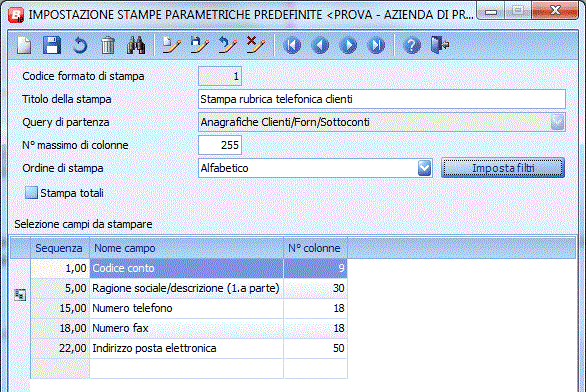 IMPOSTAZIONE STAMPE PARAMETRICHE PREDEFINITE <PROVA - AZIENDA DI PR...
Codice formato di stampa 1
Titolo della stampa Stampa rubrica telefonica clienti
Query di partenza Anagrafiche Clienti/Forn/Sottoconti
N° massimo di colonne 255
Ordine di stampa Alfabetico Imposta filtri
Stampa totali
Selezione campi da stampare
Sequenza Nome campo N° colonne
1,00 Codice conto 9
5,00 Ragione sociale/descrizione (1.a parte) 30
15,00 Numero telefono 18
18,00 Numero fax 18
22,00 Indirizzo posta elettronica 50